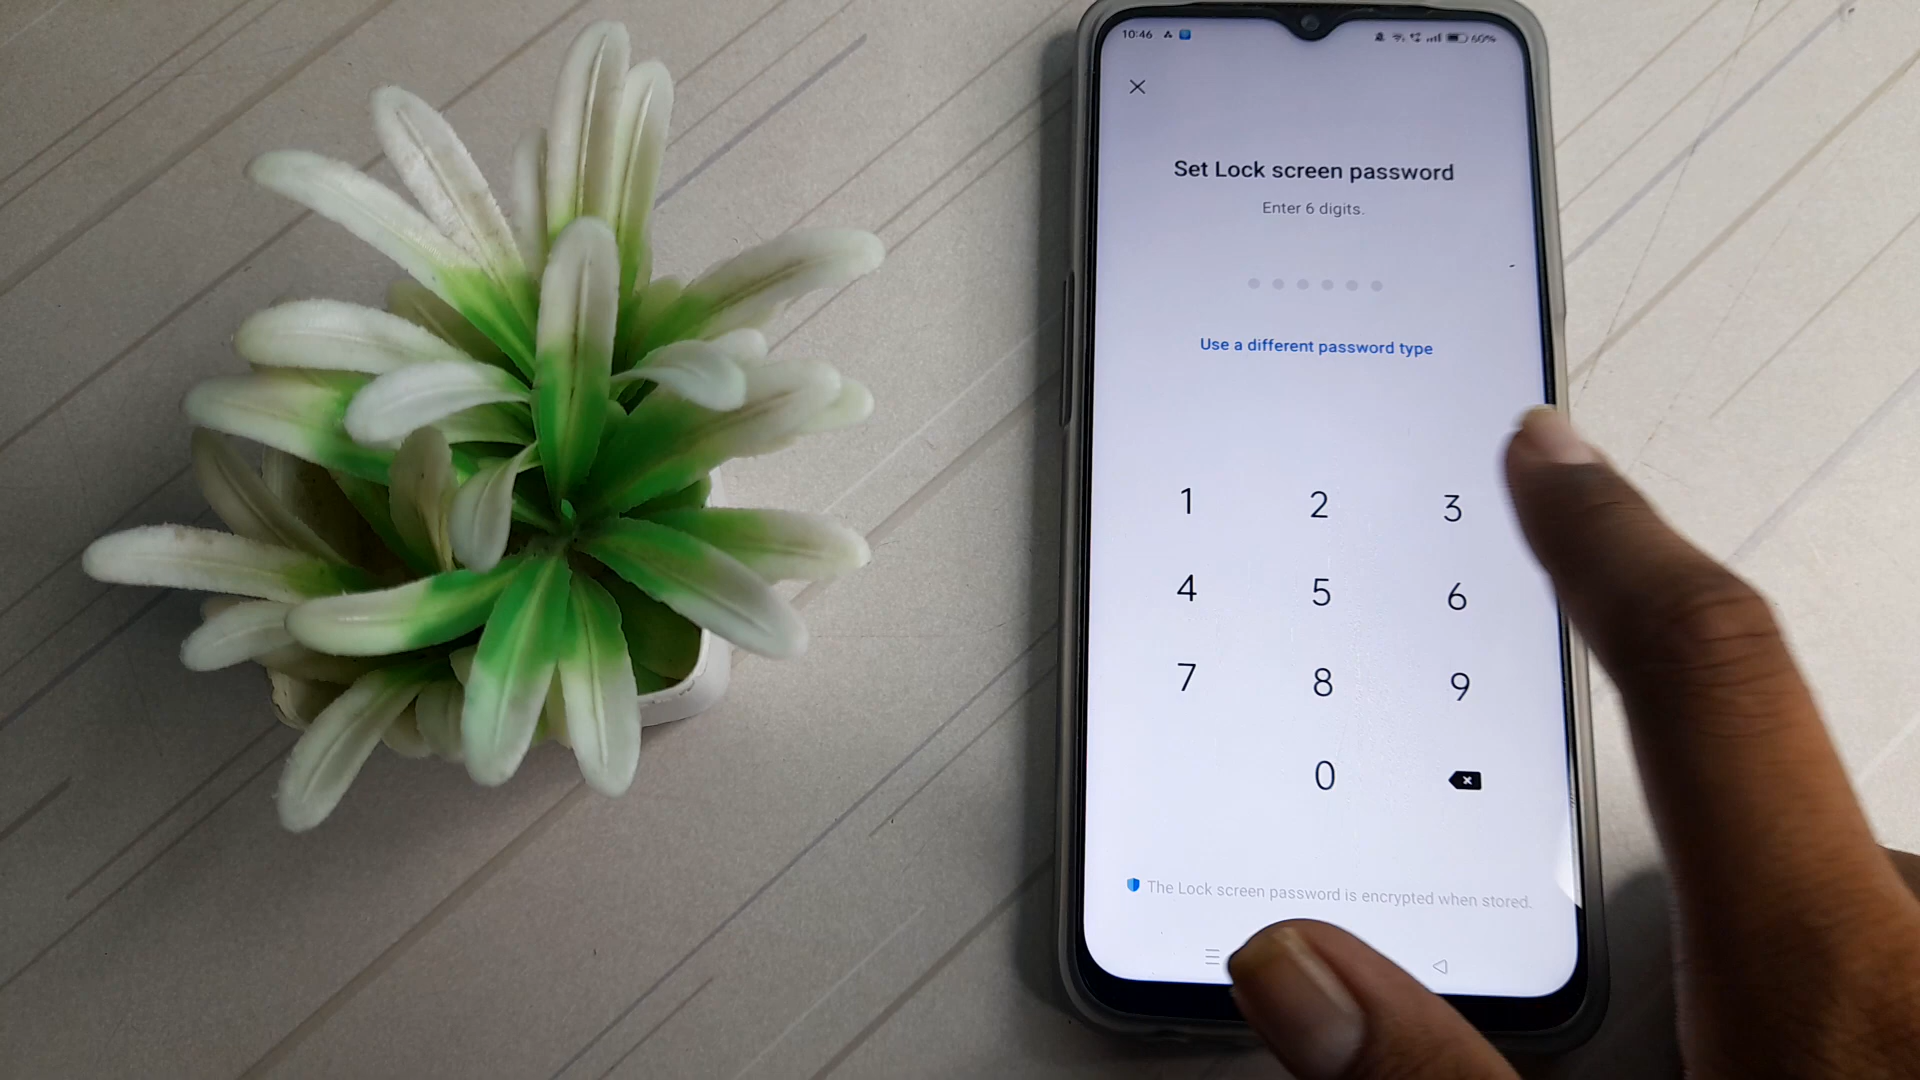 10:46 60%
Set Lock screen password
Enter 6 digits.
Use a different password type
1 2 3
4 5 6
7 8 9
0
The Lock screen password is encrypted when stored.